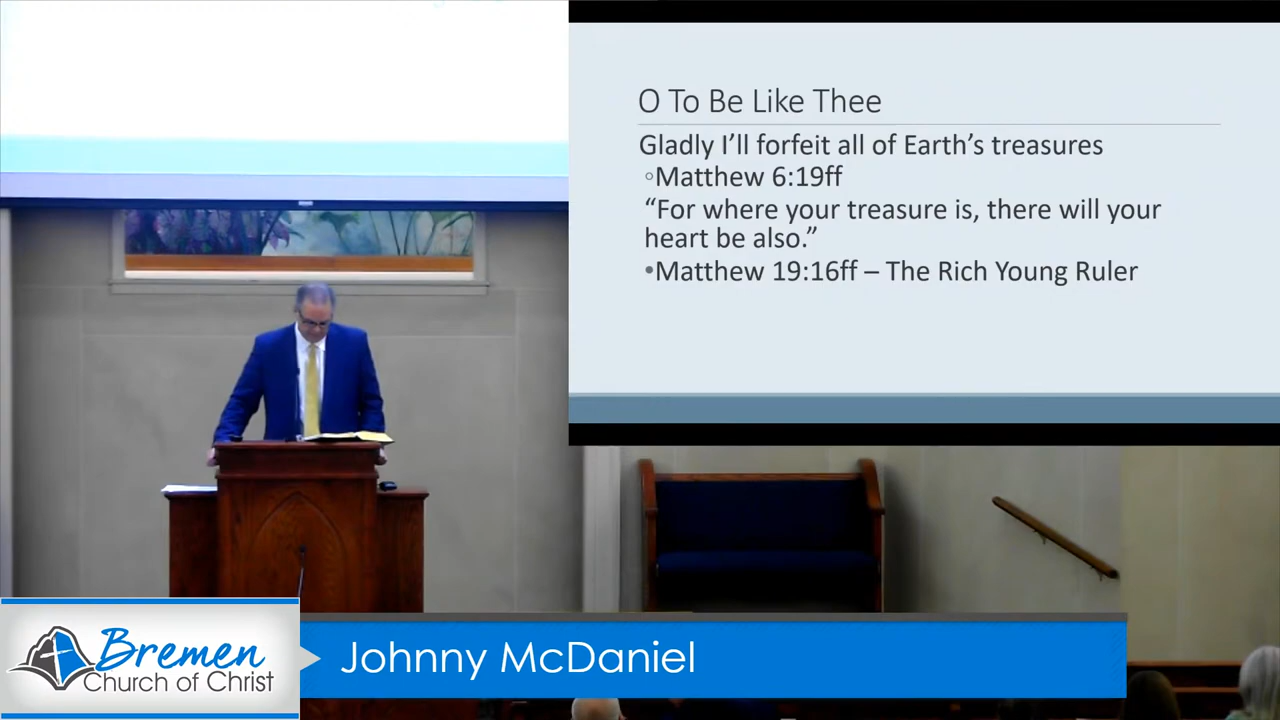 O To Be Like Thee
Gladly I’ll forfeit all of Earth’s treasures
◦Matthew 6:19ff
“For where your treasure is, there will your
heart be also.”
•Matthew 19:16ff – The Rich Young Ruler
Bremen
Church of Christ
Johnny McDaniel